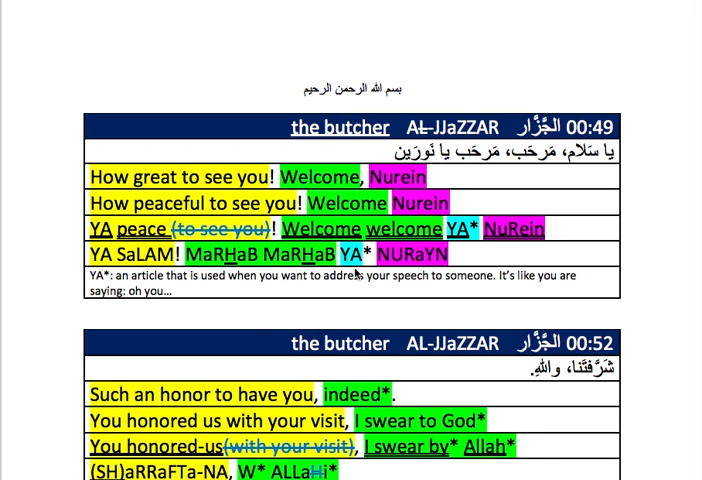 بسم الله الرحمن الرحيم
the butcher AL-JJaZZAR الجَّزَّار 00:49
يا سَلام، مَرحَب، مَرحَب يا نَورَين
How great to see you! Welcome, Nurein
How peaceful to see you! Welcome Nurein
YA peace (to see you)! Welcome welcome YA* NuRein
YA SaLAM! MaRHaB MaRHaB YA* NURaYN
YA*: an article that is used when you want to address your speech to someone. It's like you are
saying: oh you...
the butcher AL-JJaZZAR الجَّزَّار 00:52
شَرَّفتَنا، واللهِ.
Such an honor to have you, indeed*.
You honored us with your visit, I swear to God*
You honored-us(with your visit), I swear by* Allah*
(SH)aRRaFTa-NA, W* ALLaHi*